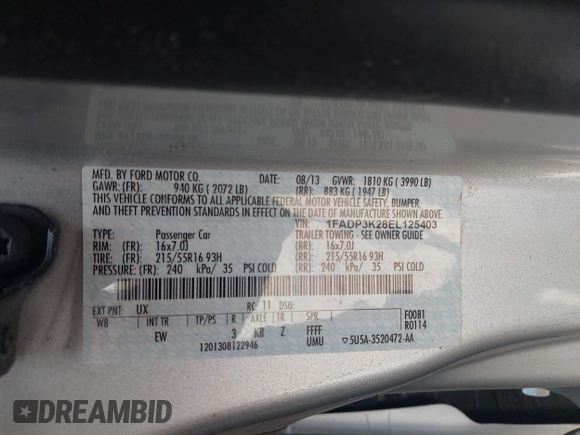 MFD. BY FORD MOTOR CO.
DATE: 08/13 GVWR: 1810 KG ( 3990 LB)
GAWR: (FR): 940 KG ( 2072 LB) (RR): 883 KG ( 1947 LB)
THIS VEHICLE CONFORMS TO ALL APPLICABLE FEDERAL MOTOR VEHICLE SAFETY, BUMPER,
AND THEFT PREVENTION STANDARDS IN EFFECT ON THE DATE OF MANUFACTURE SHOWN ABOVE.
VIN: 1FADP3K28EL125403
TYPE: Passenger Car TRAILER TOWING - SEE OWNER GUIDE
RIM: (FR): 16x7.0J (RR): 16x7.0J
TIRE: (FR): 215/55R16 93H (RR): 215/55R16 93H
PRESSURE: (FR): 240 kPa/ 35 PSI COLD (RR): 240 kPa/ 35 PSI COLD
EXT PNT: UX RC: 11 DSO:
WB INT TR TP/PS R AXLE TR SPR
EW 3 KB Z FFFF
UMU
F0081
R0114
1201308122946
5U5A-3520472-AA
DREAMBID